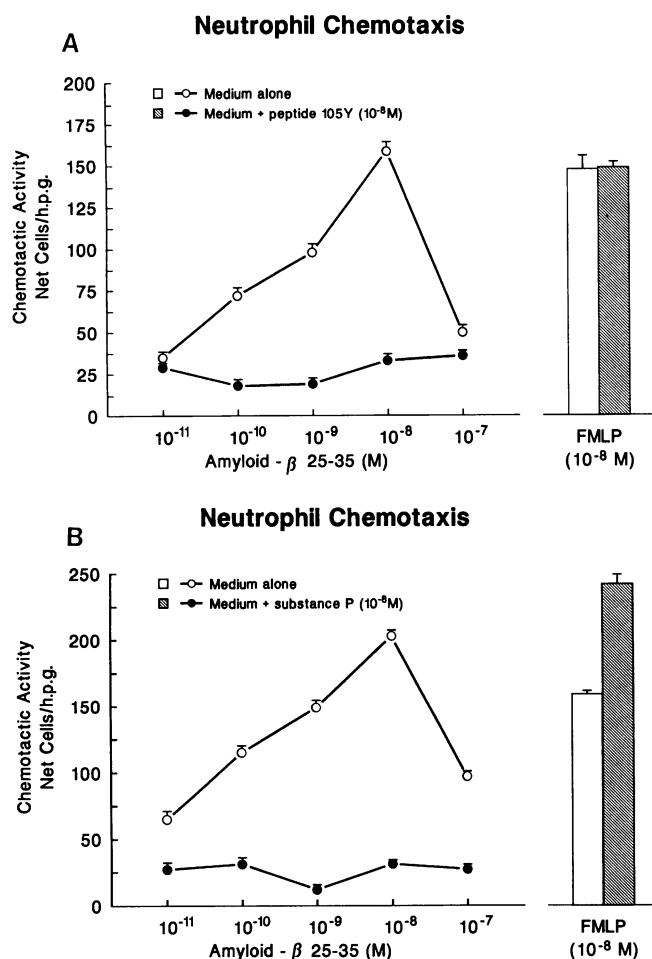 Neutrophil Chemotaxis
A
Medium alone
Medium + peptide 105Y (10⁻⁸M)
Chemotactic Activity
Net Cells/h.p.g.
200
175
150
125
100
75
50
25
0
10⁻¹¹ 10⁻¹⁰ 10⁻⁹ 10⁻⁸ 10⁻⁷
Amyloid - β 25-35 (M)
FMLP
(10⁻⁸ M)
Neutrophil Chemotaxis
B
Medium alone
Medium + substance P (10⁻⁸M)
Chemotactic Activity
Net Cells/h.p.g.
250
200
150
100
50
0
10⁻¹¹ 10⁻¹⁰ 10⁻⁹ 10⁻⁸ 10⁻⁷
Amyloid - β 25-35 (M)
FMLP
(10⁻⁸ M)